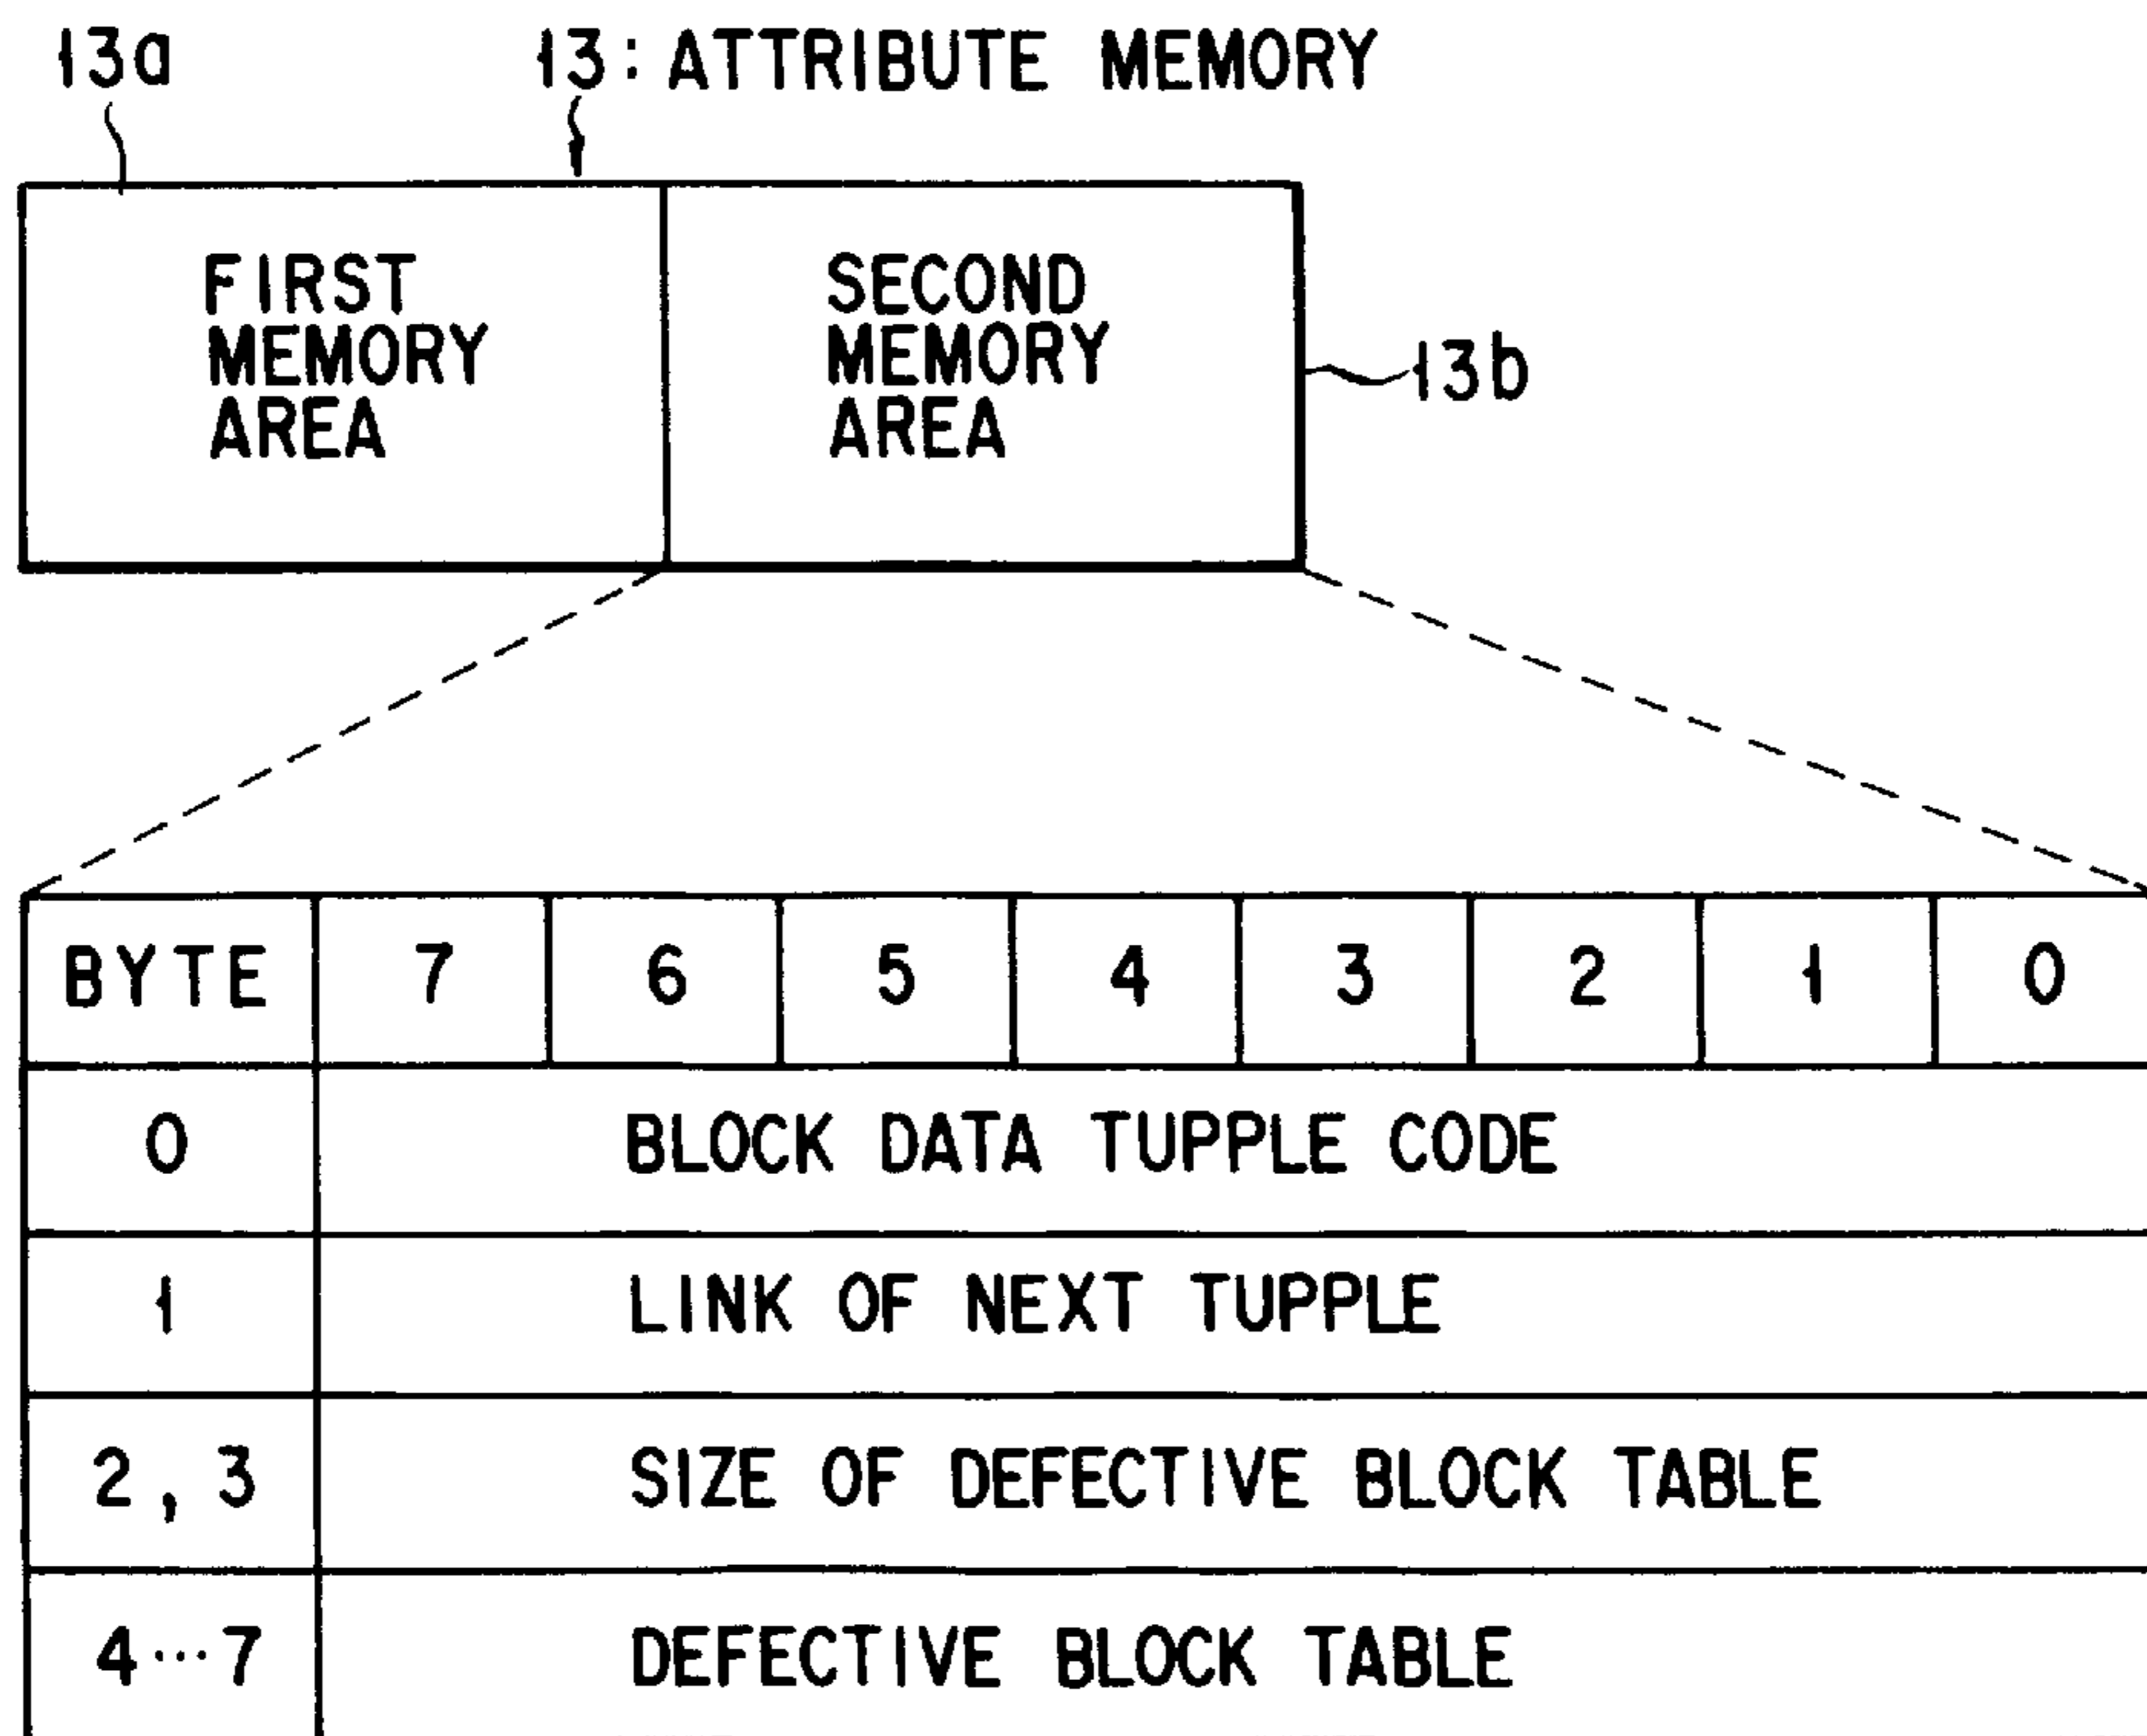 13a
13: ATTRIBUTE MEMORY
FIRST
MEMORY
AREA
SECOND
MEMORY
AREA
13b
BYTE 7 6 5 4 3 2 1 0
0 BLOCK DATA TUPPLE CODE
1 LINK OF NEXT TUPPLE
2, 3 SIZE OF DEFECTIVE BLOCK TABLE
4...7 DEFECTIVE BLOCK TABLE